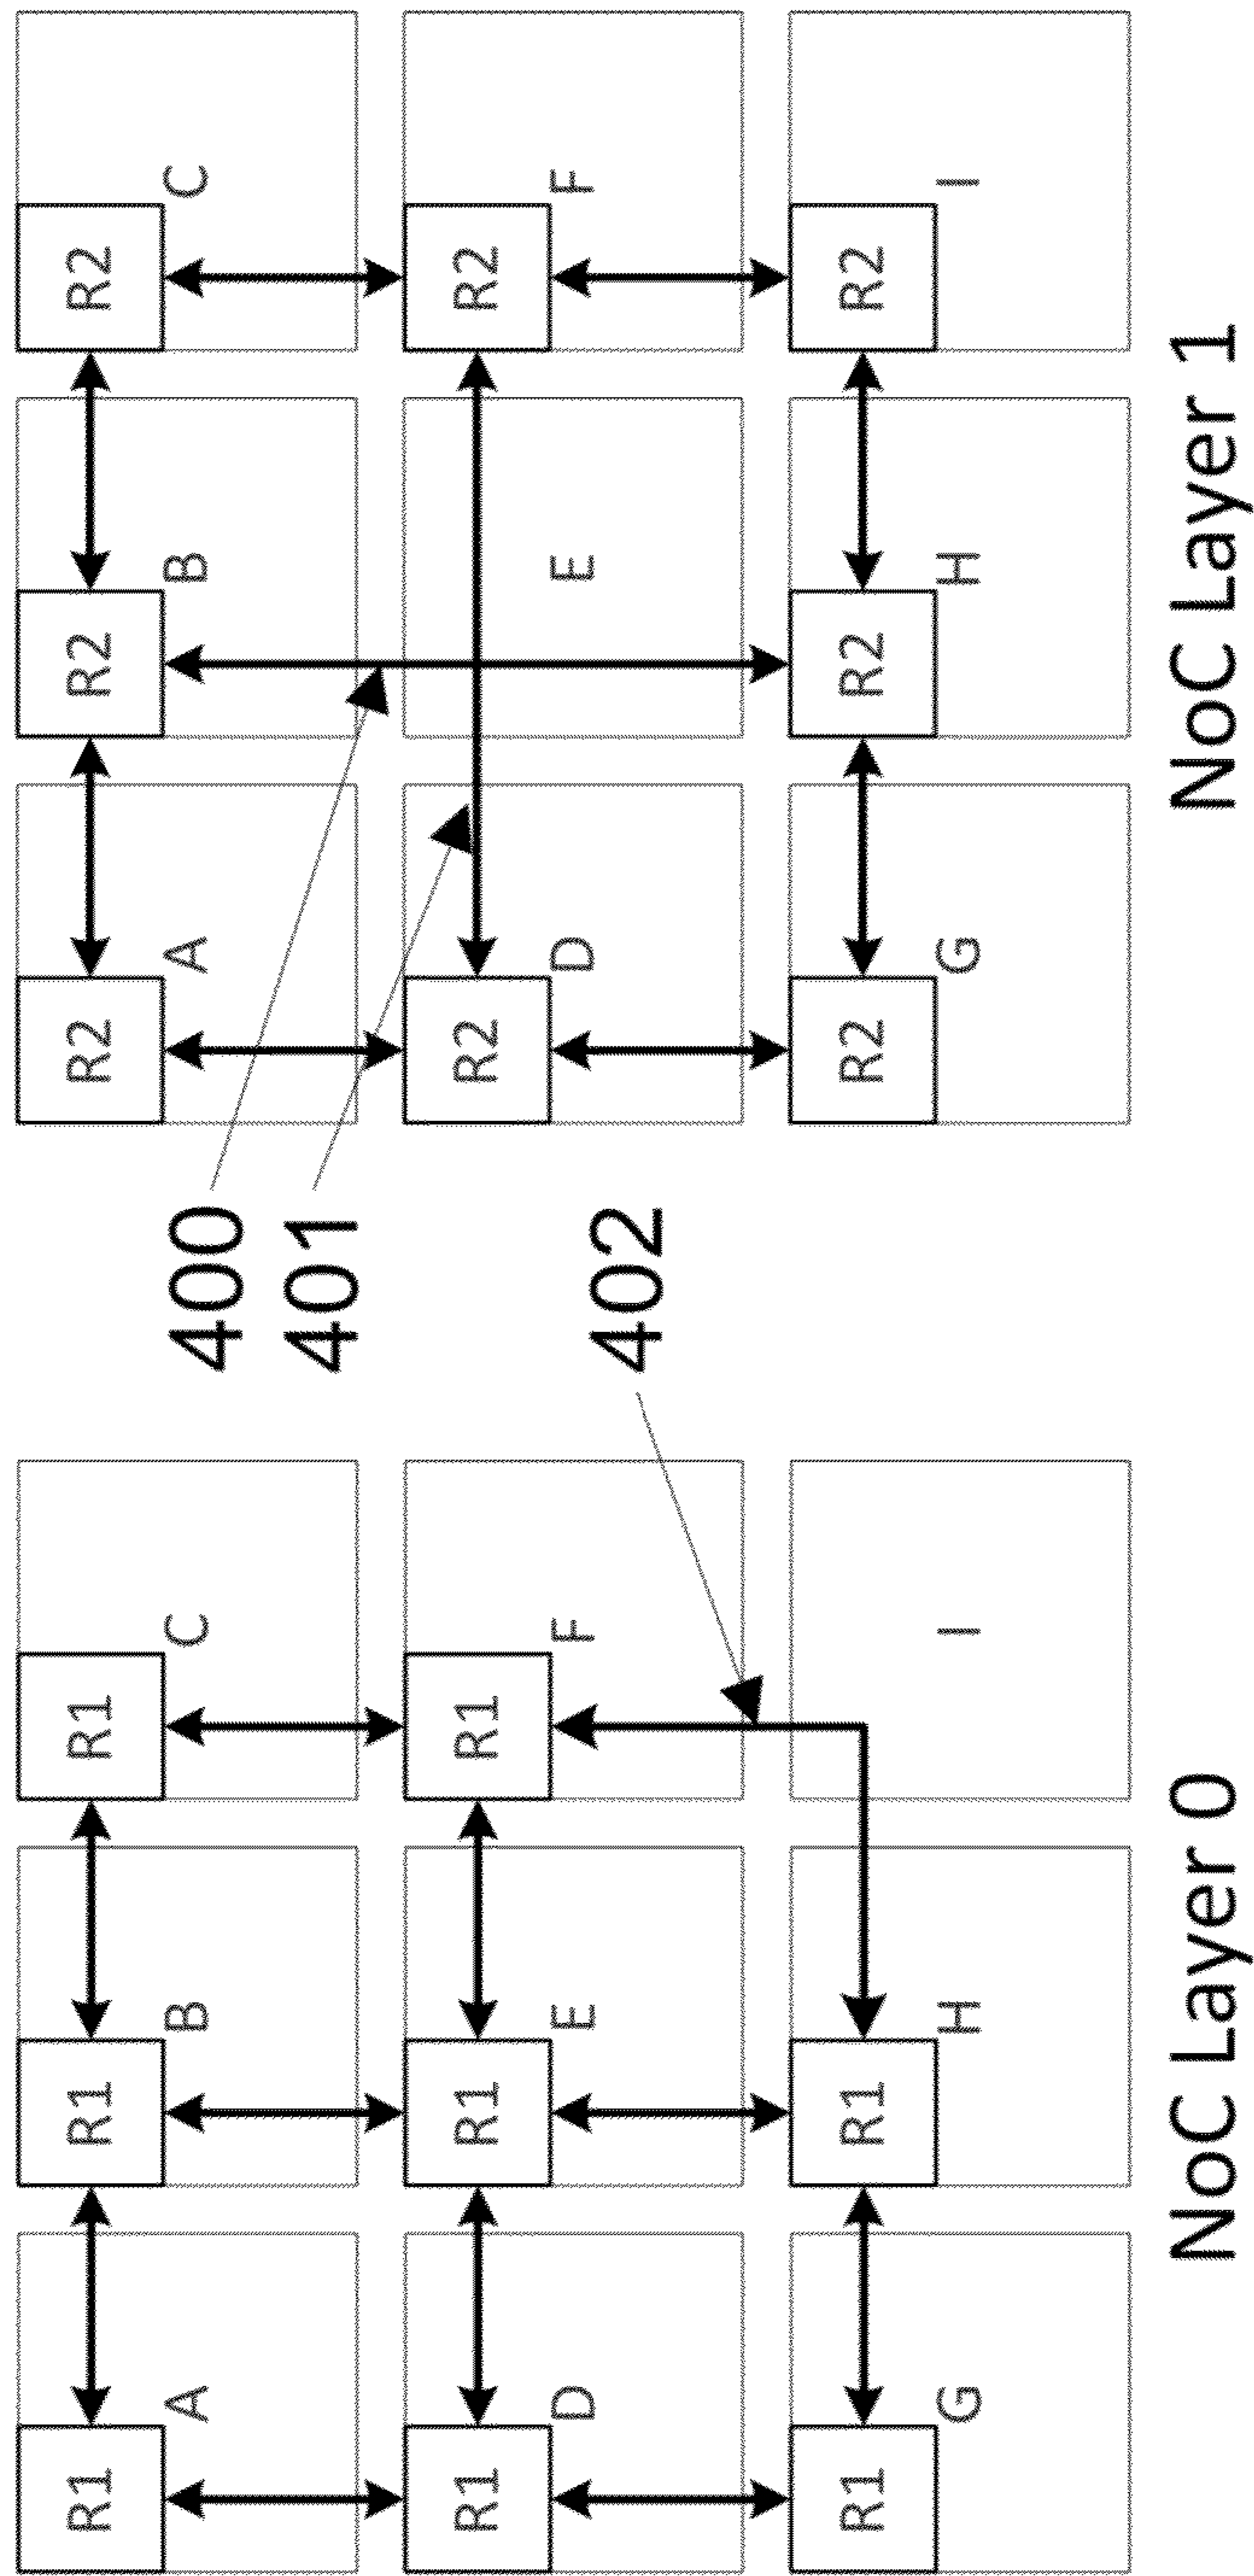 R1 R1 R1 R2 R2 R2
A B C A B C
400
401
R1 R1 R1 R2 R2
D E F D E F
402
R1 R1 R2 R2 R2
G H I G H I
NoC Layer 0 NoC Layer 1